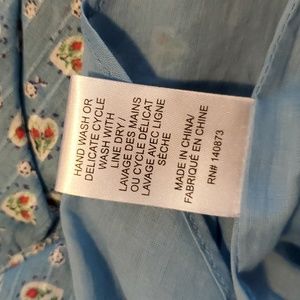 HAND WASH OR
DELICATE CYCLE
WASH WITH
LINE DRY /
LAVAGE DES MAINS
OU CYCLE DÉLICAT
LAVAGE AVEC LIGNE
SÈCHE
MADE IN CHINA/
FABRIQUÉ EN CHINE
RN# 140873